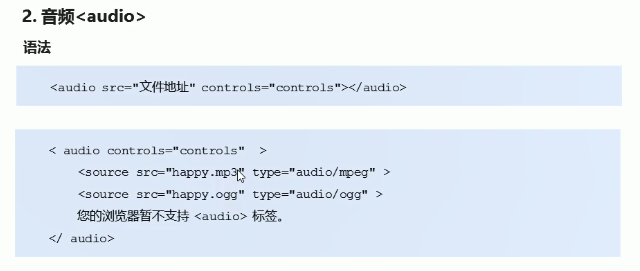 2. 音频<audio>
语法
<audio src="文件地址" controls="controls"></audio>
< audio controls="controls"  >
<source src="happy.mp3" type="audio/mpeg" >
<source src="happy.ogg" type="audio/ogg" >
您的浏览器暂不支持 <audio> 标签。
</ audio>